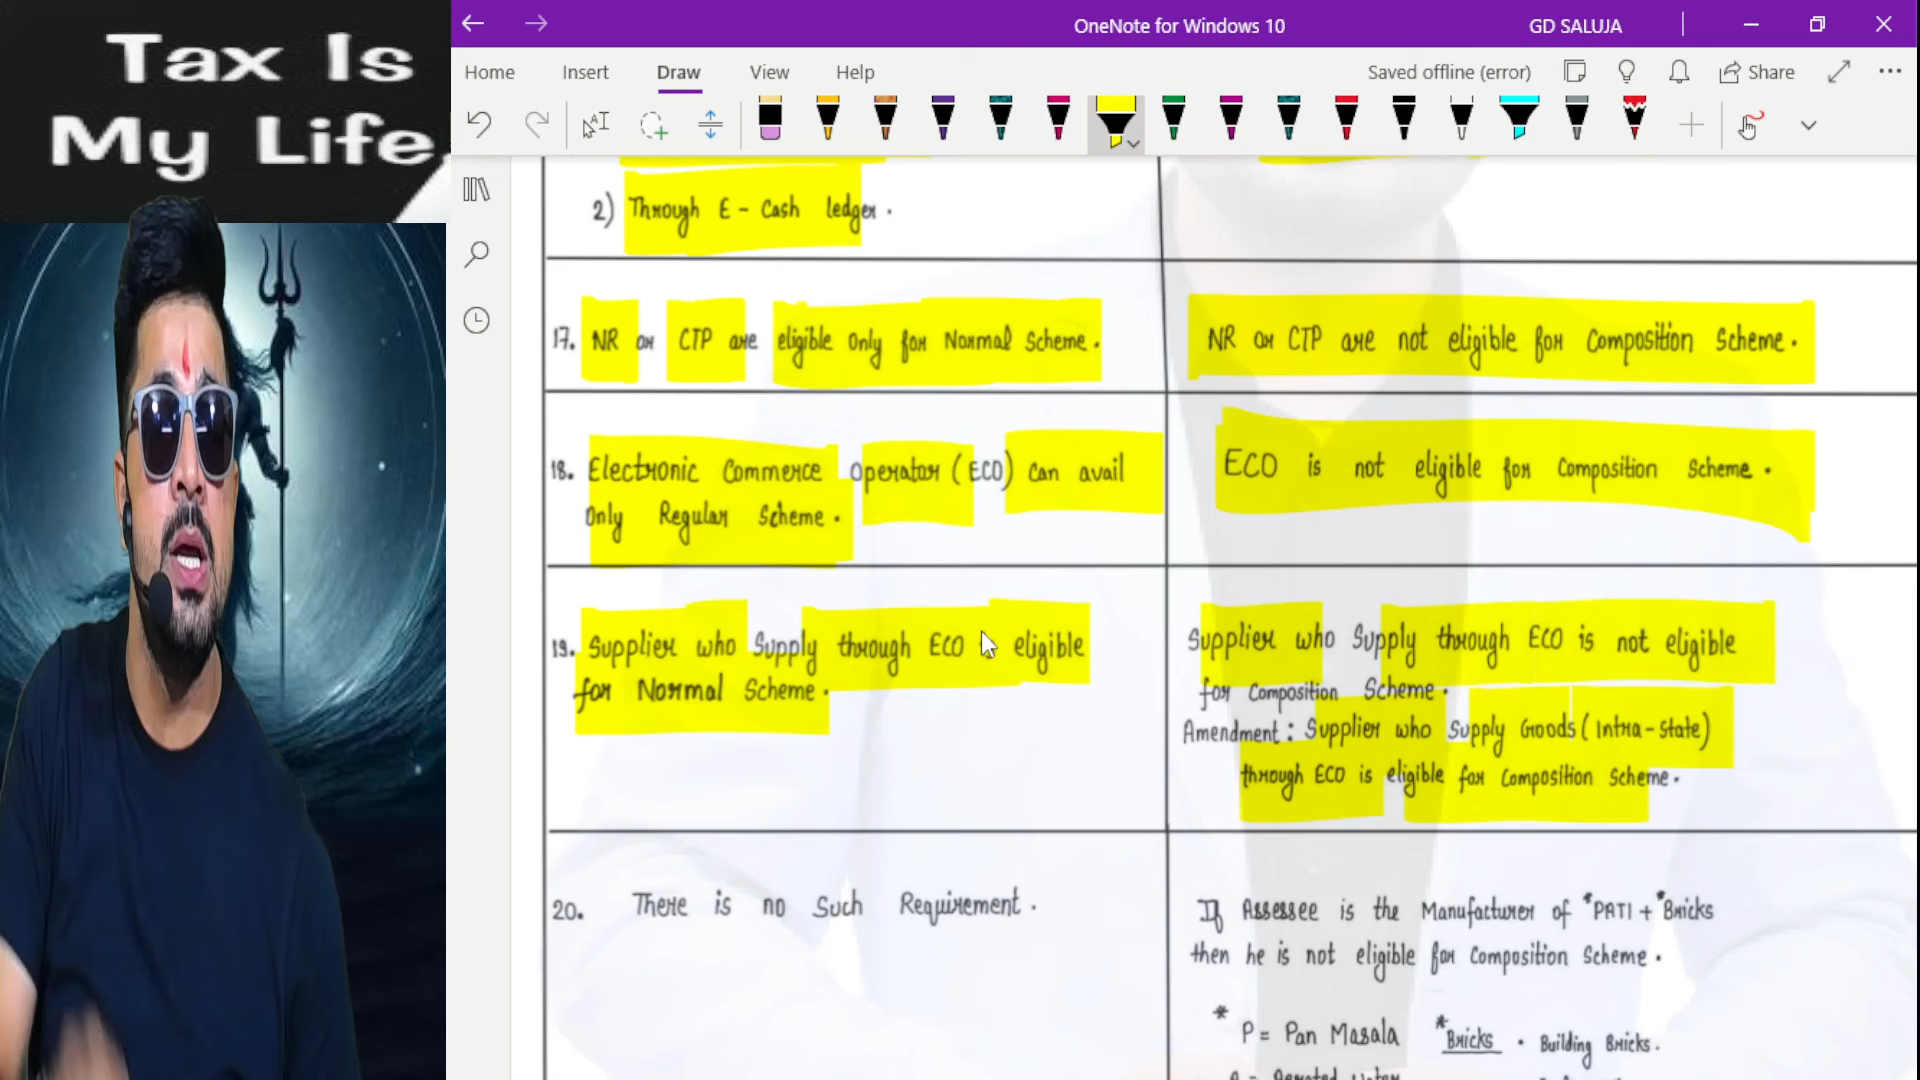 Tax Is
My Life.
OneNote for Windows 10
GD SALUJA
Home Insert Draw View Help
Saved offline (error)
Share
2) Through E - Cash ledger.
17. NR or CTP are eligible Only for Normal Scheme.
NR or CTP are not eligible for Composition Scheme.
18. Electronic Commerce Operator (ECO) Can avail
Only Regular Scheme.
ECO is not eligible for Composition Scheme.
19. Supplier who Supply through ECO eligible
for Normal Scheme.
Supplier who Supply through ECO is not eligible
for Composition Scheme.
Amendment: Supplier who Supply Goods (Intra-State)
through ECO is eligible for Composition Scheme.
20. There is no Such Requirement.
If Assessee is the Manufacturer of *PATI + *Bricks
then he is not eligible for Composition Scheme.
* P = Pan Masala
*Bricks • Building Bricks.